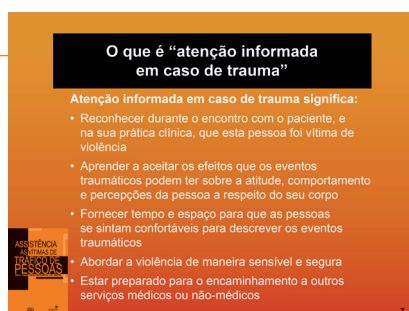 O que é “atenção informada
em caso de trauma”
Atenção informada em caso de trauma significa:
• Reconhecer durante o encontro com o paciente, e
na sua prática clínica, que esta pessoa foi vítima de
violência
• Aprender a aceitar os efeitos que os eventos
traumáticos podem ter sobre a atitude, comportamento
e percepções da pessoa a respeito do seu corpo
• Fornecer tempo e espaço para que as pessoas
se sintam confortáveis para descrever os eventos
traumáticos
• Abordar a violência de maneira sensível e segura
• Estar preparado para o encaminhamento a outros
serviços médicos ou não-médicos
ASSISTÊNCIA
ÀS VÍTIMAS DE
TRÁFICO DE
PESSOAS